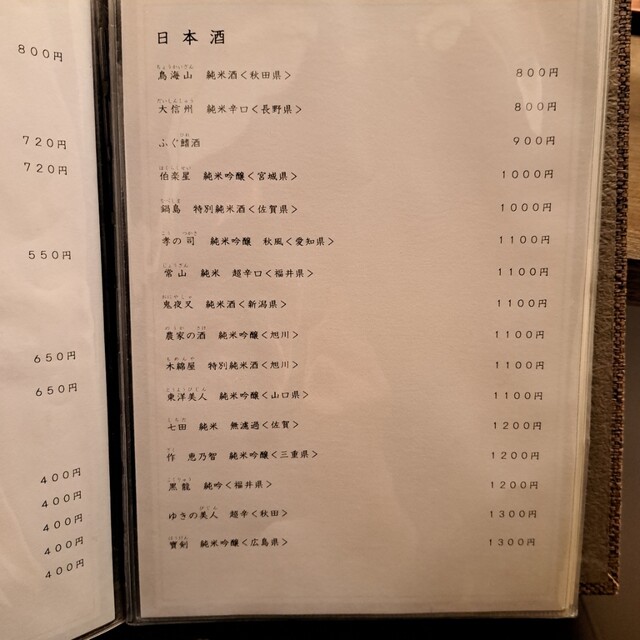 800円
720円
720円
550円
650円
650円
400円
400円
400円
400円
400円
日本酒
鳥海山 純米酒<秋田県> 800円
大信州 純米辛口<長野県> 800円
ふぐ鰭酒 900円
伯楽星 純米吟醸<宮城県> 1000円
鍋島 特別純米酒<佐賀県> 1000円
孝の司 純米吟醸 秋風<愛知県> 1100円
常山 純米 超辛口<福井県> 1100円
鬼夜叉 純米酒<新潟県> 1100円
農家の酒 純米吟醸<旭川> 1100円
木綿屋 特別純米酒<旭川> 1100円
東洋美人 純米吟醸<山口県> 1100円
七田 純米 無濾過<佐賀> 1200円
作 恵乃智 純米吟醸<三重県> 1200円
黒龍 純吟<福井県> 1200円
ゆきの美人 超辛<秋田> 1300円
寶剣 純米吟醸<広島県> 1300円